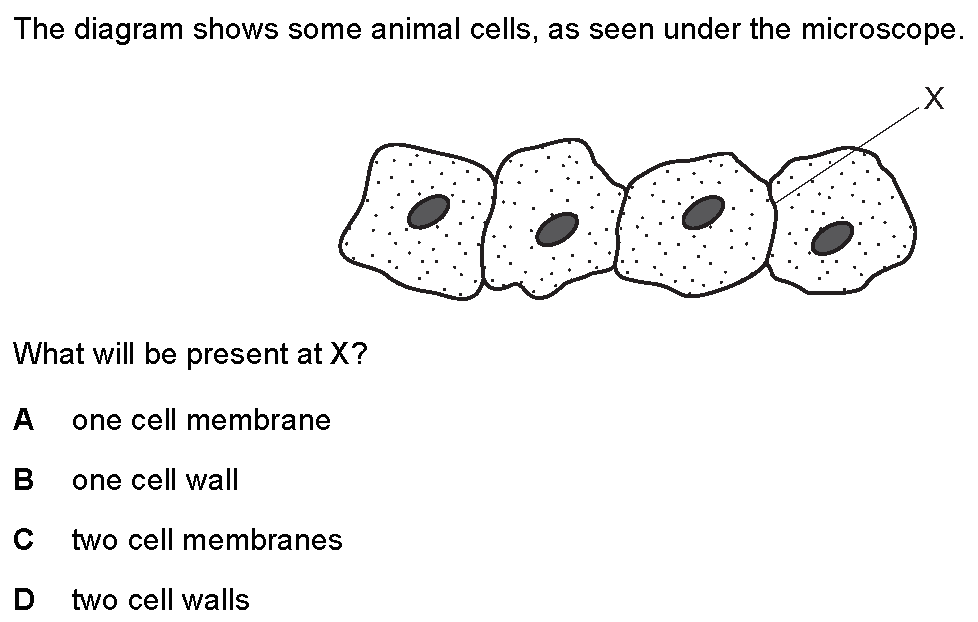 The diagram shows some animal cells, as seen under the microscope.
X
What will be present at X?
A one cell membrane
B one cell wall
C two cell membranes
D two cell walls